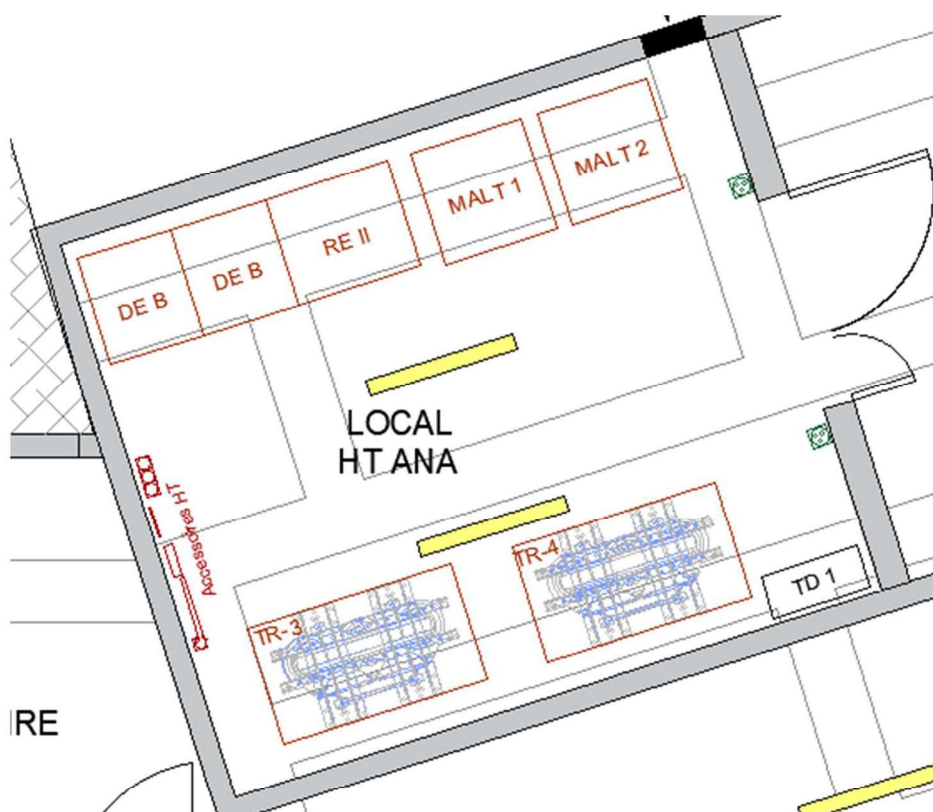 MALT 2
MALT 1
RE II
DE B
DE B
LOCAL
HT ANA
Accessoires HT
TR-4
TR-3
TD 1
IRE